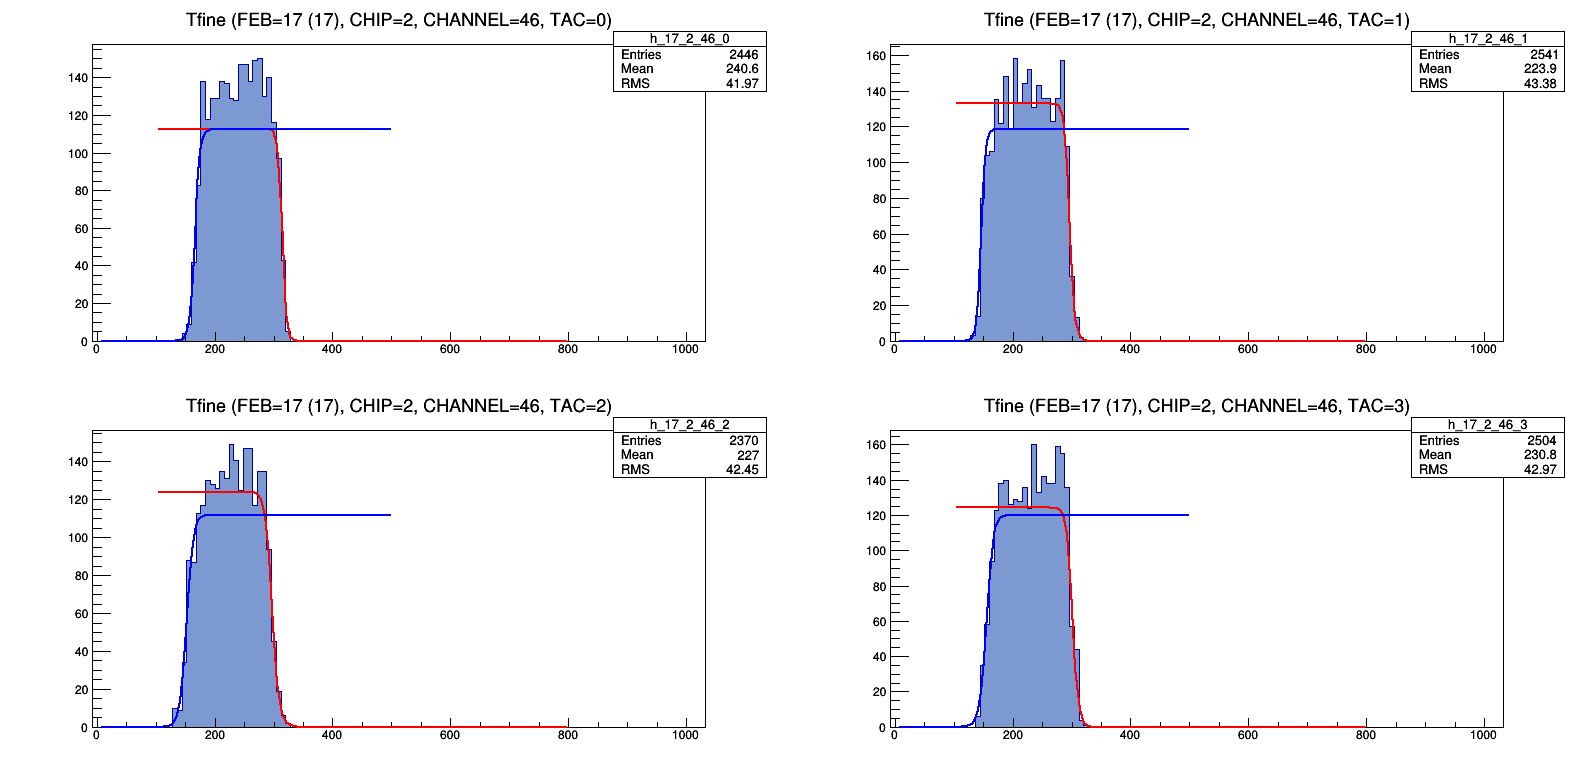 Tfine (FEB=17 (17), CHIP=2, CHANNEL=46, TAC=0)
h_17_2_46_0
Entries 2446
Mean 240.6
RMS 41.97
140
120
100
80
60
40
20
0
0 200 400 600 800 1000
Tfine (FEB=17 (17), CHIP=2, CHANNEL=46, TAC=1)
h_17_2_46_1
Entries 2541
Mean 223.9
RMS 43.38
160
140
120
100
80
60
40
20
0
0 200 400 600 800 1000
Tfine (FEB=17 (17), CHIP=2, CHANNEL=46, TAC=2)
h_17_2_46_2
Entries 2370
Mean 227
RMS 42.45
140
120
100
80
60
40
20
0
0 200 400 600 800 1000
Tfine (FEB=17 (17), CHIP=2, CHANNEL=46, TAC=3)
h_17_2_46_3
Entries 2504
Mean 230.8
RMS 42.97
160
140
120
100
80
60
40
20
0
0 200 400 600 800 1000